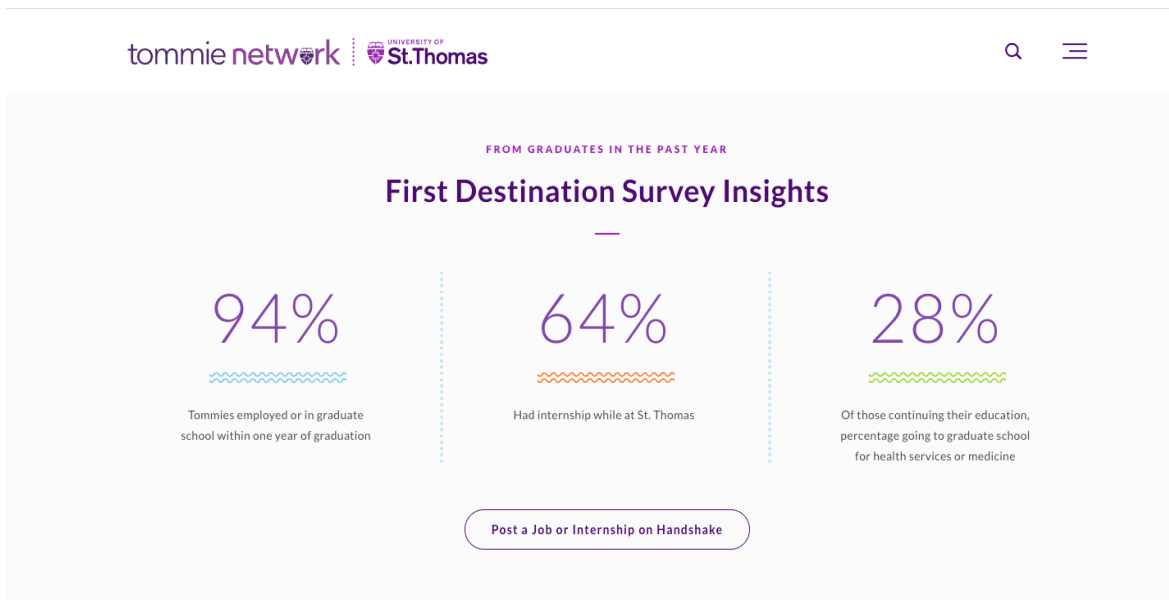 tommie network
UNIVERSITY OF
St.Thomas
FROM GRADUATES IN THE PAST YEAR
First Destination Survey Insights
94%
Tommies employed or in graduate
school within one year of graduation
64%
Had internship while at St. Thomas
28%
Of those continuing their education,
percentage going to graduate school
for health services or medicine
Post a Job or Internship on Handshake